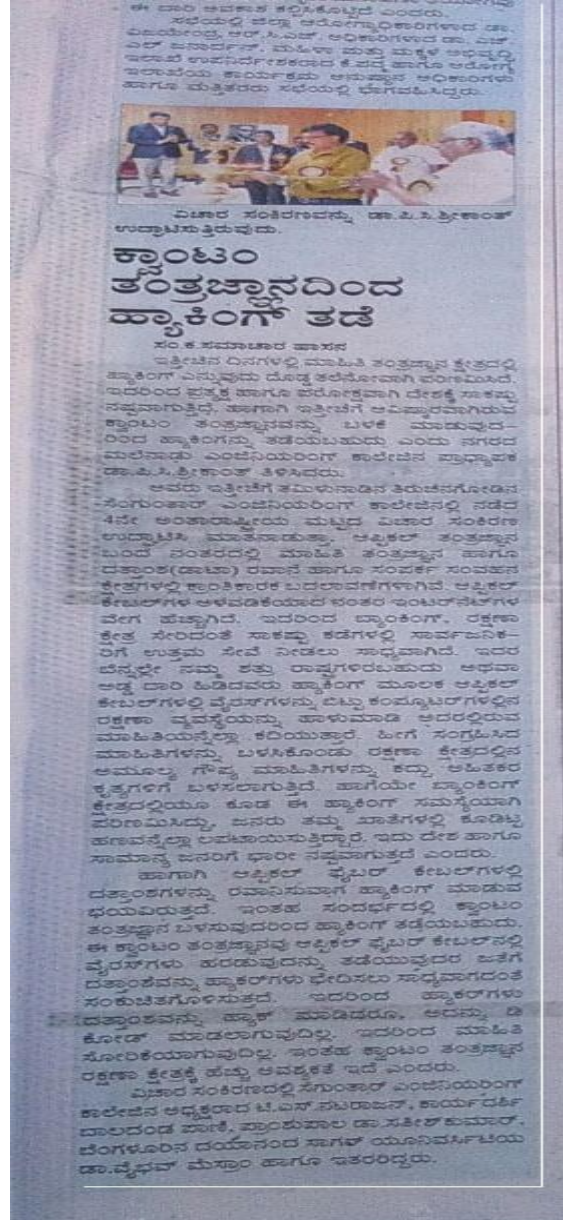 ಈ ಬಾರಿ ಅವಕಾಶ ಕಲ್ಪಿಸಿಕೊಟ್ಟಿದೆ ಎಂದರು.
ಸಭೆಯಲ್ಲಿ ಜಿಲ್ಲಾ ಆರೋಗ್ಯಾಧಿಕಾರಿಗಳಾದ ಡಾ.
ವಿಜಯೇಂದ್ರ, ಆರ್.ಸಿ.ಎಚ್. ಅಧಿಕಾರಿಗಳಾದ ಡಾ. ಎಚ್
ಎಲ್ ಜನಾರ್ದನ್, ಮಹಿಳಾ ಮತ್ತು ಮಕ್ಕಳ ಅಭಿವೃದ್ಧಿ
ಇಲಾಖೆ ಉಪನಿರ್ದೇಶಕರಾದ ಕೆ.ಪದ್ಮ ಹಾಗೂ ಆರೋಗ್ಯ
ಇಲಾಖೆಯ ಕಾರ್ಯಕ್ರಮ ಅನುಷ್ಠಾನ ಅಧಿಕಾರಿಗಳು
ಹಾಗೂ ಮತ್ತಿತರರು ಸಭೆಯಲ್ಲಿ ಭಾಗವಹಿಸಿದ್ದರು.
ವಿಚಾರ ಸಂಕಿರಣವನ್ನು ಡಾ.ಪಿ.ಸಿ.ಶ್ರೀಕಾಂತ್
ಉದ್ಘಾಟಿಸುತ್ತಿರುವುದು.
ಕ್ವಾಂಟಂ
ತಂತ್ರಜ್ಞಾನದಿಂದ
ಹ್ಯಾಕಿಂಗ್ ತಡೆ
ಸಂ.ಕ.ಸಮಾಚಾರ ಹಾಸನ
ಇತ್ತೀಚಿನ ದಿನಗಳಲ್ಲಿ ಮಾಹಿತಿ ತಂತ್ರಜ್ಞಾನ ಕ್ಷೇತ್ರದಲ್ಲಿ
ಹ್ಯಾಕಿಂಗ್ ಎನ್ನುವುದು ದೊಡ್ಡ ತಲೆನೋವಾಗಿ ಪರಿಣಮಿಸಿದೆ.
ಇದರಿಂದ ಪ್ರತ್ಯಕ್ಷ ಹಾಗೂ ಪರೋಕ್ಷವಾಗಿ ದೇಶಕ್ಕೆ ಸಾಕಷ್ಟು
ನಷ್ಟವಾಗುತ್ತಿದೆ. ಹಾಗಾಗಿ ಇತ್ತೀಚಿಗೆ ಆವಿಷ್ಕಾರವಾಗಿರುವ
ಕ್ವಾಂಟಂ ತಂತ್ರಜ್ಞಾನವನ್ನು ಬಳಕೆ ಮಾಡುವುದ-
ರಿಂದ ಹ್ಯಾಕಿಂಗನ್ನು ತಡೆಯಬಹುದು ಎಂದು ನಗರದ
ಮಲೆನಾಡು ಎಂಜಿನಿಯರಿಂಗ್ ಕಾಲೇಜಿನ ಪ್ರಾಧ್ಯಾಪಕ
ಡಾ.ಪಿ.ಸಿ.ಶ್ರೀಕಾಂತ್ ತಿಳಿಸಿದರು.
ಅವರು ಇತ್ತೀಚೆಗೆ ತಮಿಳುನಾಡಿನ ತಿರುಚನಗೋಡಿನ
ಸೆಂಗುಂತಾರ್ ಎಂಜಿನಿಯರಿಂಗ್ ಕಾಲೇಜಿನಲ್ಲಿ ನಡೆದ
4ನೇ ಅಂತಾರಾಷ್ಟ್ರೀಯ ಮಟ್ಟದ ವಿಚಾರ ಸಂಕಿರಣ
ಉದ್ಘಾಟಿಸಿ ಮಾತನಾಡುತ್ತಾ, ಆಪ್ಟಿಕಲ್ ತಂತ್ರಜ್ಞಾನ
ಬಂದ ನಂತರದಲ್ಲಿ ಮಾಹಿತಿ ತಂತ್ರಜ್ಞಾನ ಹಾಗೂ
ದತ್ತಾಂಶ(ಡಾಟಾ) ರವಾನೆ ಹಾಗೂ ಸಂಪರ್ಕ ಸಂವಹನ
ಕ್ಷೇತ್ರಗಳಲ್ಲಿ ಕ್ರಾಂತಿಕಾರಕ ಬದಲಾವಣೆಗಳಾಗಿವೆ. ಆಪ್ಟಿಕಲ್
ಕೇಬಲ್‌ಗಳ ಅಳವಡಿಕೆಯಾದ ನಂತರ ಇಂಟರ್‌ನೆಟ್‌ಗಳ
ವೇಗ ಹೆಚ್ಚಾಗಿದೆ. ಇದರಿಂದ ಬ್ಯಾಂಕಿಂಗ್, ರಕ್ಷಣಾ
ಕ್ಷೇತ್ರ ಸೇರಿದಂತೆ ಸಾಕಷ್ಟು ಕಡೆಗಳಲ್ಲಿ ಸಾರ್ವಜನಿಕ-
ರಿಗೆ ಉತ್ತಮ ಸೇವೆ ನೀಡಲು ಸಾಧ್ಯವಾಗಿದೆ. ಇದರ
ಬೆನ್ನಲ್ಲೇ ನಮ್ಮ ಶತ್ರು ರಾಷ್ಟ್ರಗಳಿರಬಹುದು ಅಥವಾ
ಅಡ್ಡ ದಾರಿ ಹಿಡಿದವರು ಹ್ಯಾಕಿಂಗ್ ಮೂಲಕ ಆಪ್ಟಿಕಲ್
ಕೇಬಲ್‌ಗಳಲ್ಲಿ ವೈರಸ್‌ಗಳನ್ನು ಬಿಟ್ಟು ಕಂಪ್ಯೂಟರ್‌ಗಳಲ್ಲಿನ
ರಕ್ಷಣಾ ವ್ಯವಸ್ಥೆಯನ್ನು ಹಾಳುಮಾಡಿ ಅದರಲ್ಲಿರುವ
ಮಾಹಿತಿಯನ್ನೆಲ್ಲಾ ಕದಿಯುತ್ತಾರೆ. ಹೀಗೆ ಸಂಗ್ರಹಿಸಿದ
ಮಾಹಿತಿಗಳನ್ನು ಬಳಸಿಕೊಂಡು ರಕ್ಷಣಾ ಕ್ಷೇತ್ರದಲ್ಲಿನ
ಅಮೂಲ್ಯ ಗೌಪ್ಯ ಮಾಹಿತಿಗಳನ್ನು ಕದ್ದು ಅಹಿತಕರ
ಕೃತ್ಯಗಳಿಗೆ ಬಳಸಲಾಗುತ್ತಿದೆ. ಹಾಗೆಯೇ ಬ್ಯಾಂಕಿಂಗ್
ಕ್ಷೇತ್ರದಲ್ಲಿಯೂ ಕೂಡ ಈ ಹ್ಯಾಕಿಂಗ್ ಸಮಸ್ಯೆಯಾಗಿ
ಪರಿಣಮಿಸಿದ್ದು, ಜನರು ತಮ್ಮ ಖಾತೆಗಳಲ್ಲಿ ಕೂಡಿಟ್ಟ
ಹಣವನ್ನೆಲ್ಲಾ ಲಪಟಾಯಿಸುತ್ತಿದ್ದಾರೆ. ಇದು ದೇಶ ಹಾಗೂ
ಸಾಮಾನ್ಯ ಜನರಿಗೆ ಭಾರೀ ನಷ್ಟವಾಗುತ್ತದೆ ಎಂದರು.
ಹಾಗಾಗಿ ಆಪ್ಟಿಕಲ್ ಫೈಬರ್ ಕೇಬಲ್‌ಗಳಲ್ಲಿ
ದತ್ತಾಂಶಗಳನ್ನು ರವಾನಿಸುವಾಗ ಹ್ಯಾಕಿಂಗ್ ಮಾಡುವ
ಭಯವಿರುತ್ತದೆ. ಇಂತಹ ಸಂದರ್ಭದಲ್ಲಿ ಕ್ವಾಂಟಂ
ತಂತ್ರಜ್ಞಾನ ಬಳಸುವುದರಿಂದ ಹ್ಯಾಕಿಂಗ್ ತಡೆಯಬಹುದು.
ಈ ಕ್ವಾಂಟಂ ತಂತ್ರಜ್ಞಾನವು ಆಪ್ಟಿಕಲ್ ಫೈಬರ್ ಕೇಬಲ್‌ನಲ್ಲಿ
ವೈರಸ್‌ಗಳು ಹರಡುವುದನ್ನು ತಡೆಯುವುದರ ಜತೆಗೆ
ದತ್ತಾಂಶವನ್ನು ಹ್ಯಾಕರ್‌ಗಳು ಭೇದಿಸಲು ಸಾಧ್ಯವಾಗದಂತೆ
ಸಂಕುಚಿತಗೊಳಿಸುತ್ತದೆ. ಇದರಿಂದ ಹ್ಯಾಕರ್‌ಗಳು
ದತ್ತಾಂಶವನ್ನು ಹ್ಯಾಕ್ ಮಾಡಿದರೂ, ಅದನ್ನು ಡಿ
ಕೋಡ್ ಮಾಡಲಾಗುವುದಿಲ್ಲ. ಇದರಿಂದ ಮಾಹಿತಿ
ಸೋರಿಕೆಯಾಗುವುದಿಲ್ಲ. ಇಂತಹ ಕ್ವಾಂಟಂ ತಂತ್ರಜ್ಞಾನ
ರಕ್ಷಣಾ ಕ್ಷೇತ್ರಕ್ಕೆ ಹೆಚ್ಚು ಅವಶ್ಯಕತೆ ಇದೆ ಎಂದರು.
ವಿಚಾರ ಸಂಕಿರಣದಲ್ಲಿ ಸೆಗುಂತಾರ್ ಎಂಜಿನಿಯರಿಂಗ್
ಕಾಲೇಜಿನ ಅಧ್ಯಕ್ಷರಾದ ಟಿ.ಎಸ್.ನಟರಾಜನ್, ಕಾರ್ಯದರ್ಶಿ
ಬಾಲದಂಡ ಪಾಣಿ, ಪ್ರಾಂಶುಪಾಲ ಡಾ.ಸತೀಶ್‌ಕುಮಾರ್,
ಬೆಂಗಳೂರಿನ ದಯಾನಂದ ಸಾಗರ್ ಯೂನಿವರ್ಸಿಟಿಯ
ಡಾ.ವೈಭವ್ ಮೆಸ್ರಾಂ ಹಾಗೂ ಇತರರಿದ್ದರು.